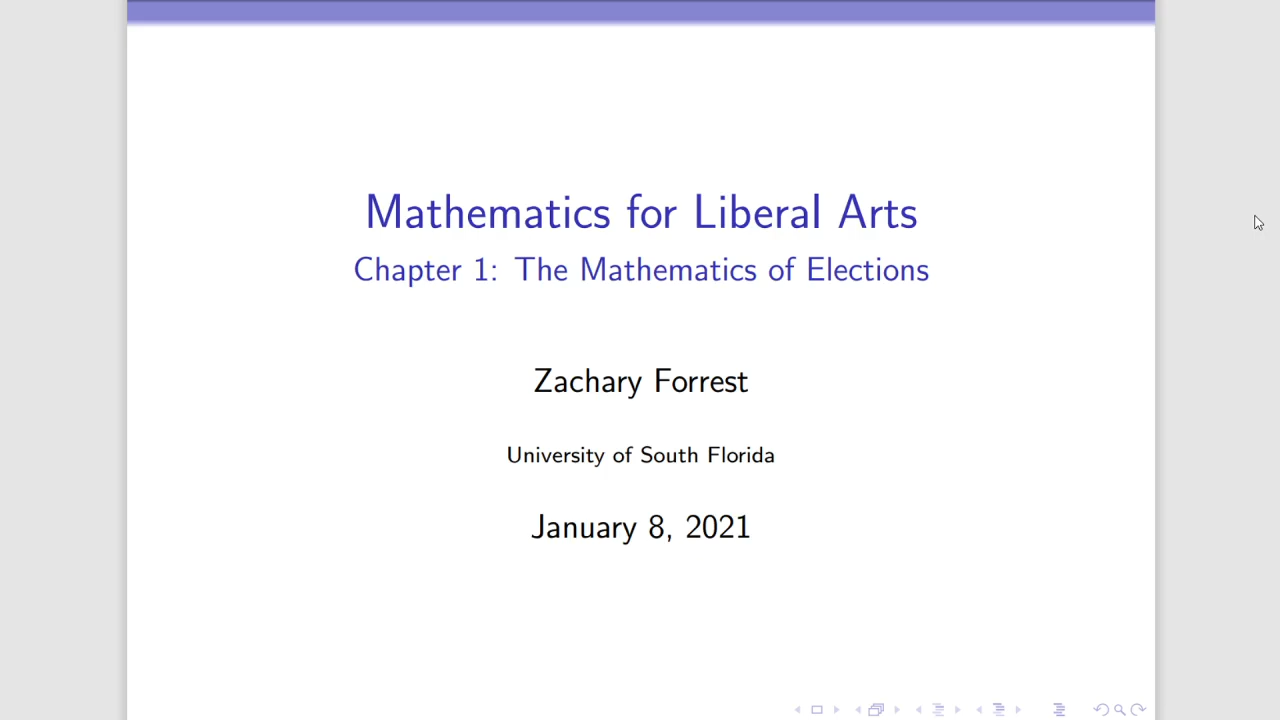 Mathematics for Liberal Arts
Chapter 1: The Mathematics of Elections
Zachary Forrest
University of South Florida
January 8, 2021